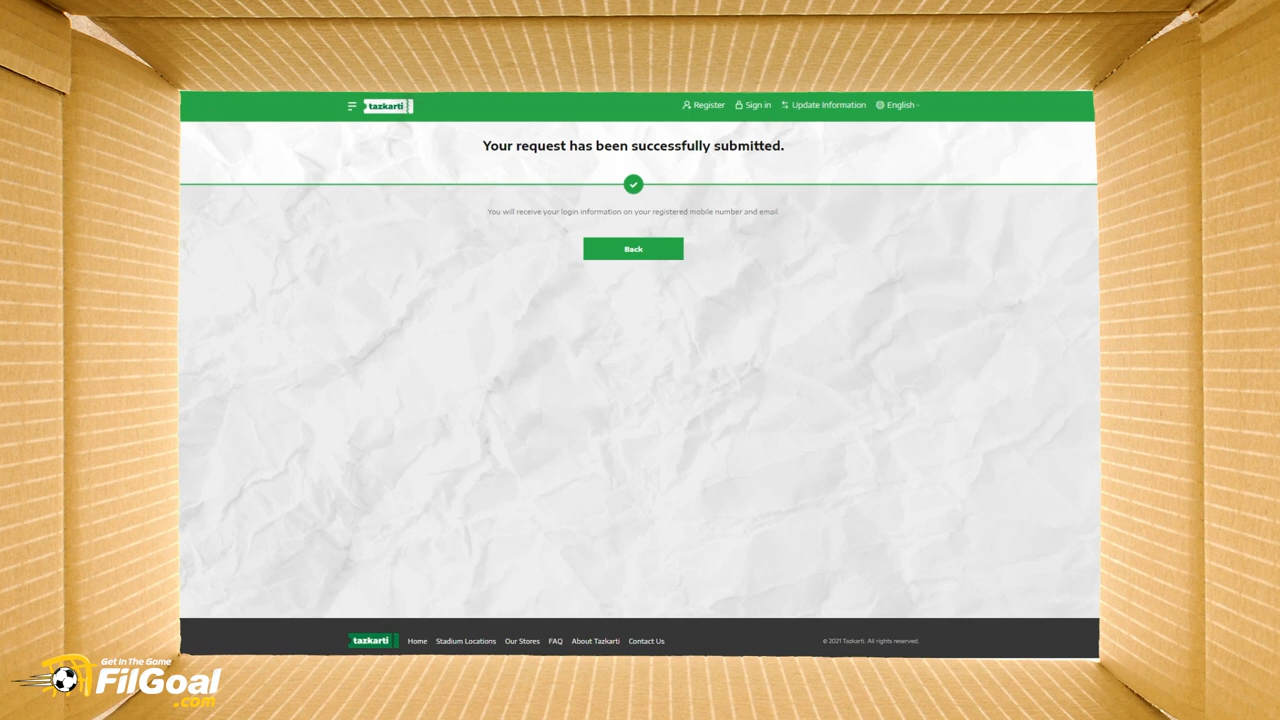 tazkarti
Register Sign in Update Information English
Your request has been successfully submitted.
You will receive your login information on your registered mobile number and email.
Back
tazkarti Home Stadium Locations Our Stores FAQ About Tazkarti Contact Us
© 2021 Tazkarti. All rights reserved.
Get In The Game
FilGoal
.com